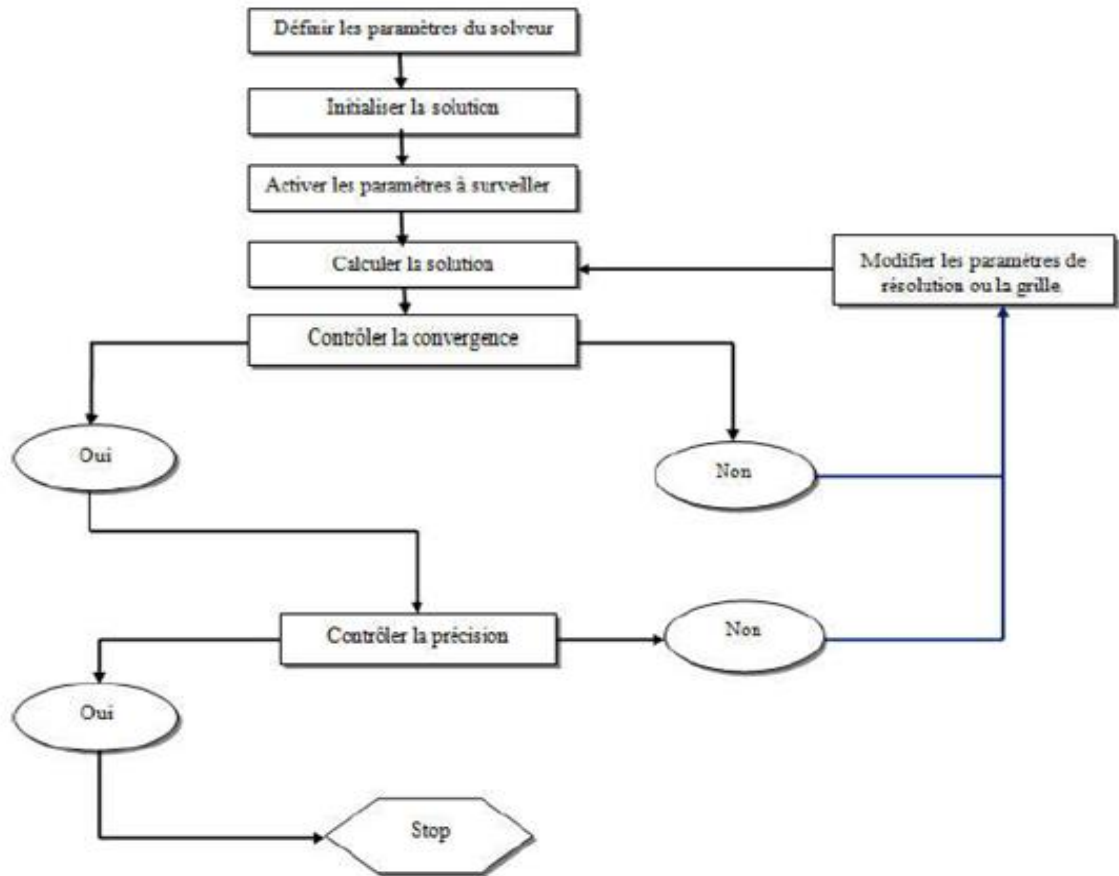 Définir les paramètres du solveur
Initialiser la solution
Activer les paramètres à surveiller
Calculer la solution
Modifier les paramètres de
résolution ou la grille.
Contrôler la convergence
Oui
Non
Contrôler la précision
Non
Oui
Stop